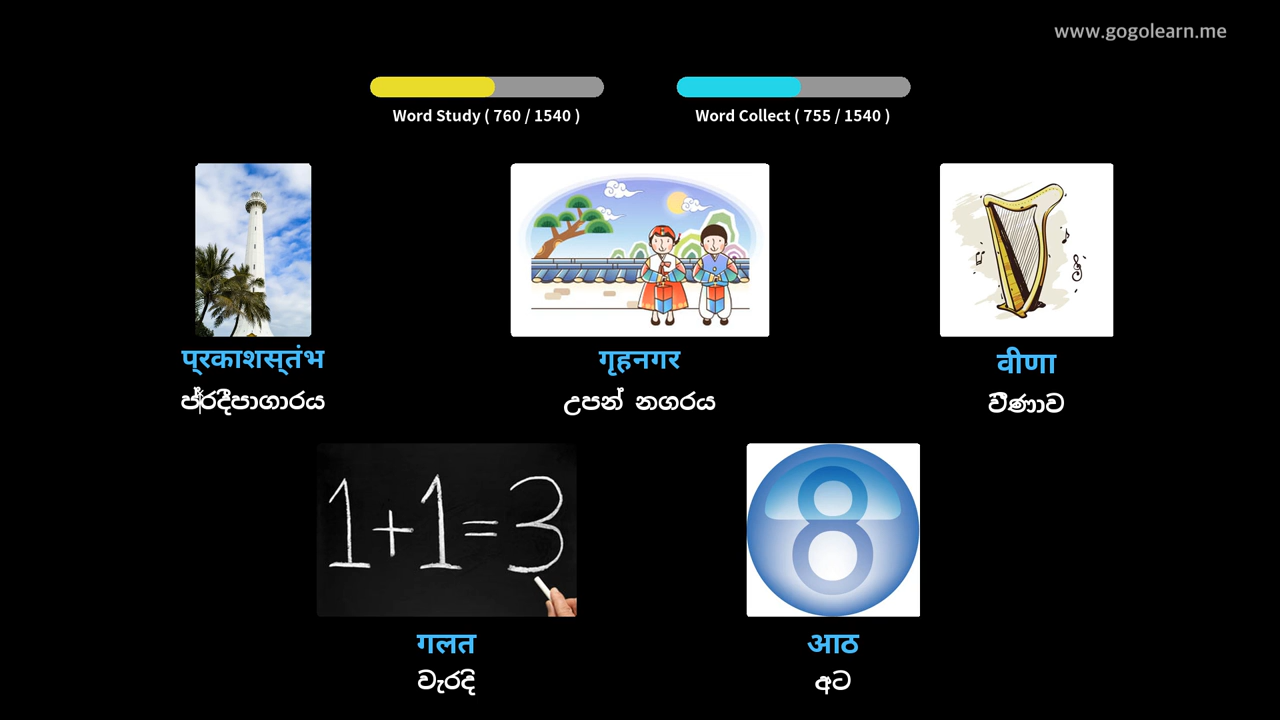 www.gogolearn.me
Word Study ( 760 / 1540 )
Word Collect ( 755 / 1540 )
प्रकाशस्तंभ
ප්‍රදීපාගාරය
गृहनगर
උපන් නගරය
वीणा
වීණාව
1+1=3
गलत
වැරදි
8
आठ
අට